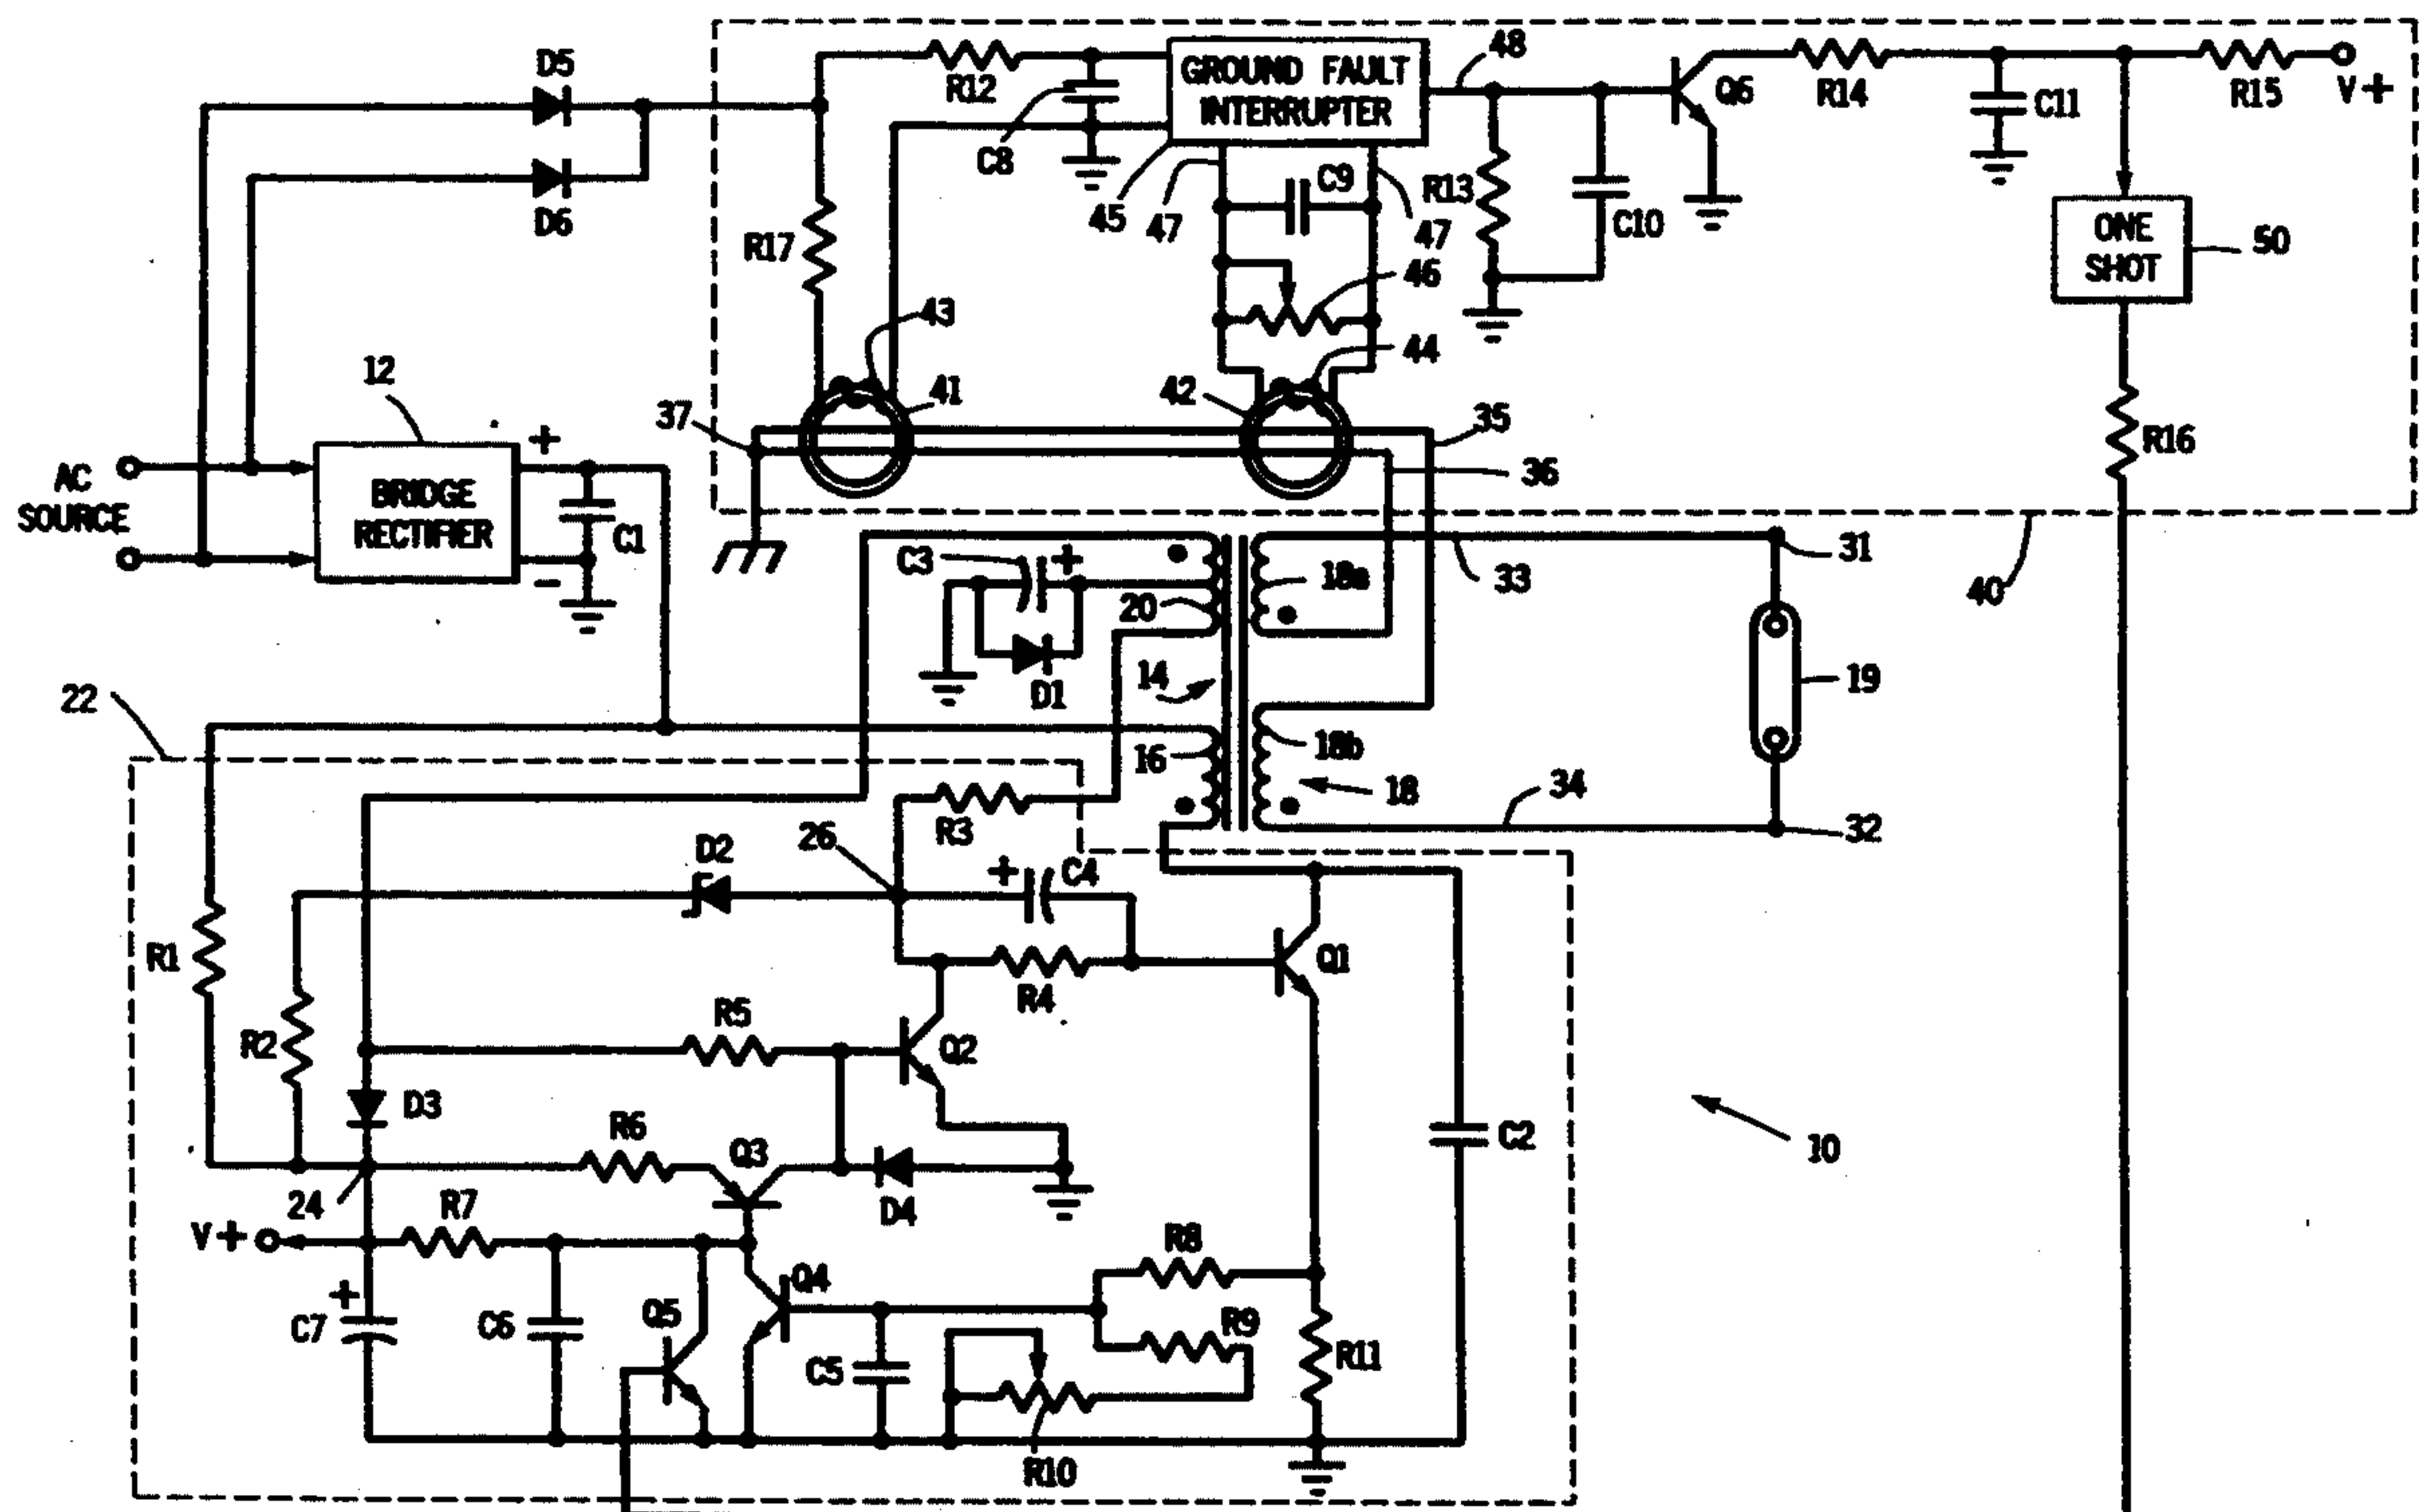 48
D5
R12
GROUND FAULT
INTERRUPTER
Q6
R14
C11
R15
V+
C8
C9
R13
D6
R17
45
47
47
C10
ONE
SHOT
50
46
43
44
12
41
42
37
35
R16
+
36
AC
SOURCE
BRIDGE
RECTIFIER
C1
-
C3
+
18a
33
31
40
20
14
D1
19
22
16
18b
18
34
R3
32
26
D2
+
C4
R1
Q1
R4
R5
R2
Q2
D3
R6
Q3
C2
10
24
R7
D4
V+
R8
+
Q4
C7
C6
Q5
R9
C5
R11
R10